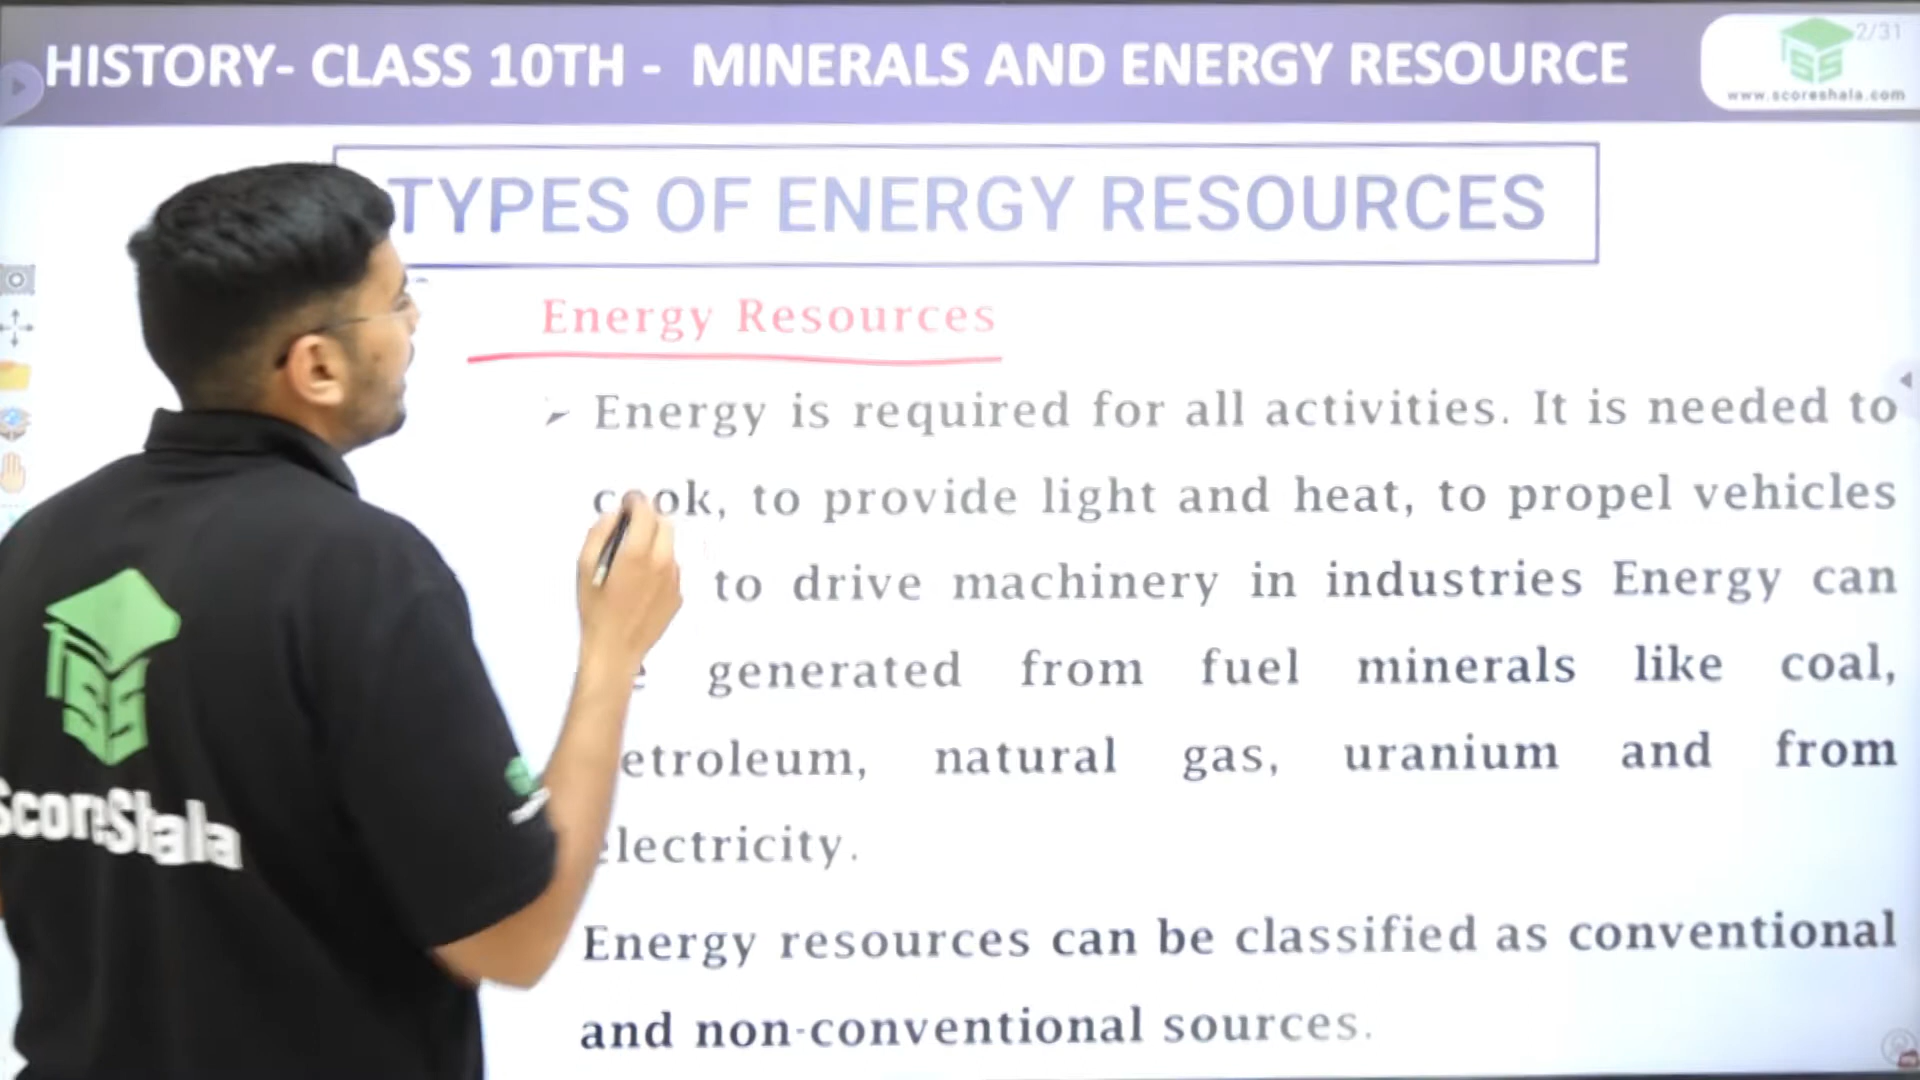 HISTORY- CLASS 10TH - MINERALS AND ENERGY RESOURCE
2/31
www.scoreshala.com
TYPES OF ENERGY RESOURCES
Energy Resources
Energy is required for all activities. It is needed to
cook, to provide light and heat, to propel vehicles
to drive machinery in industries Energy can
generated from fuel minerals like coal,
etroleum, natural gas, uranium and from
lectricity.
Energy resources can be classified as conventional
and non-conventional sources.
ScoreShala